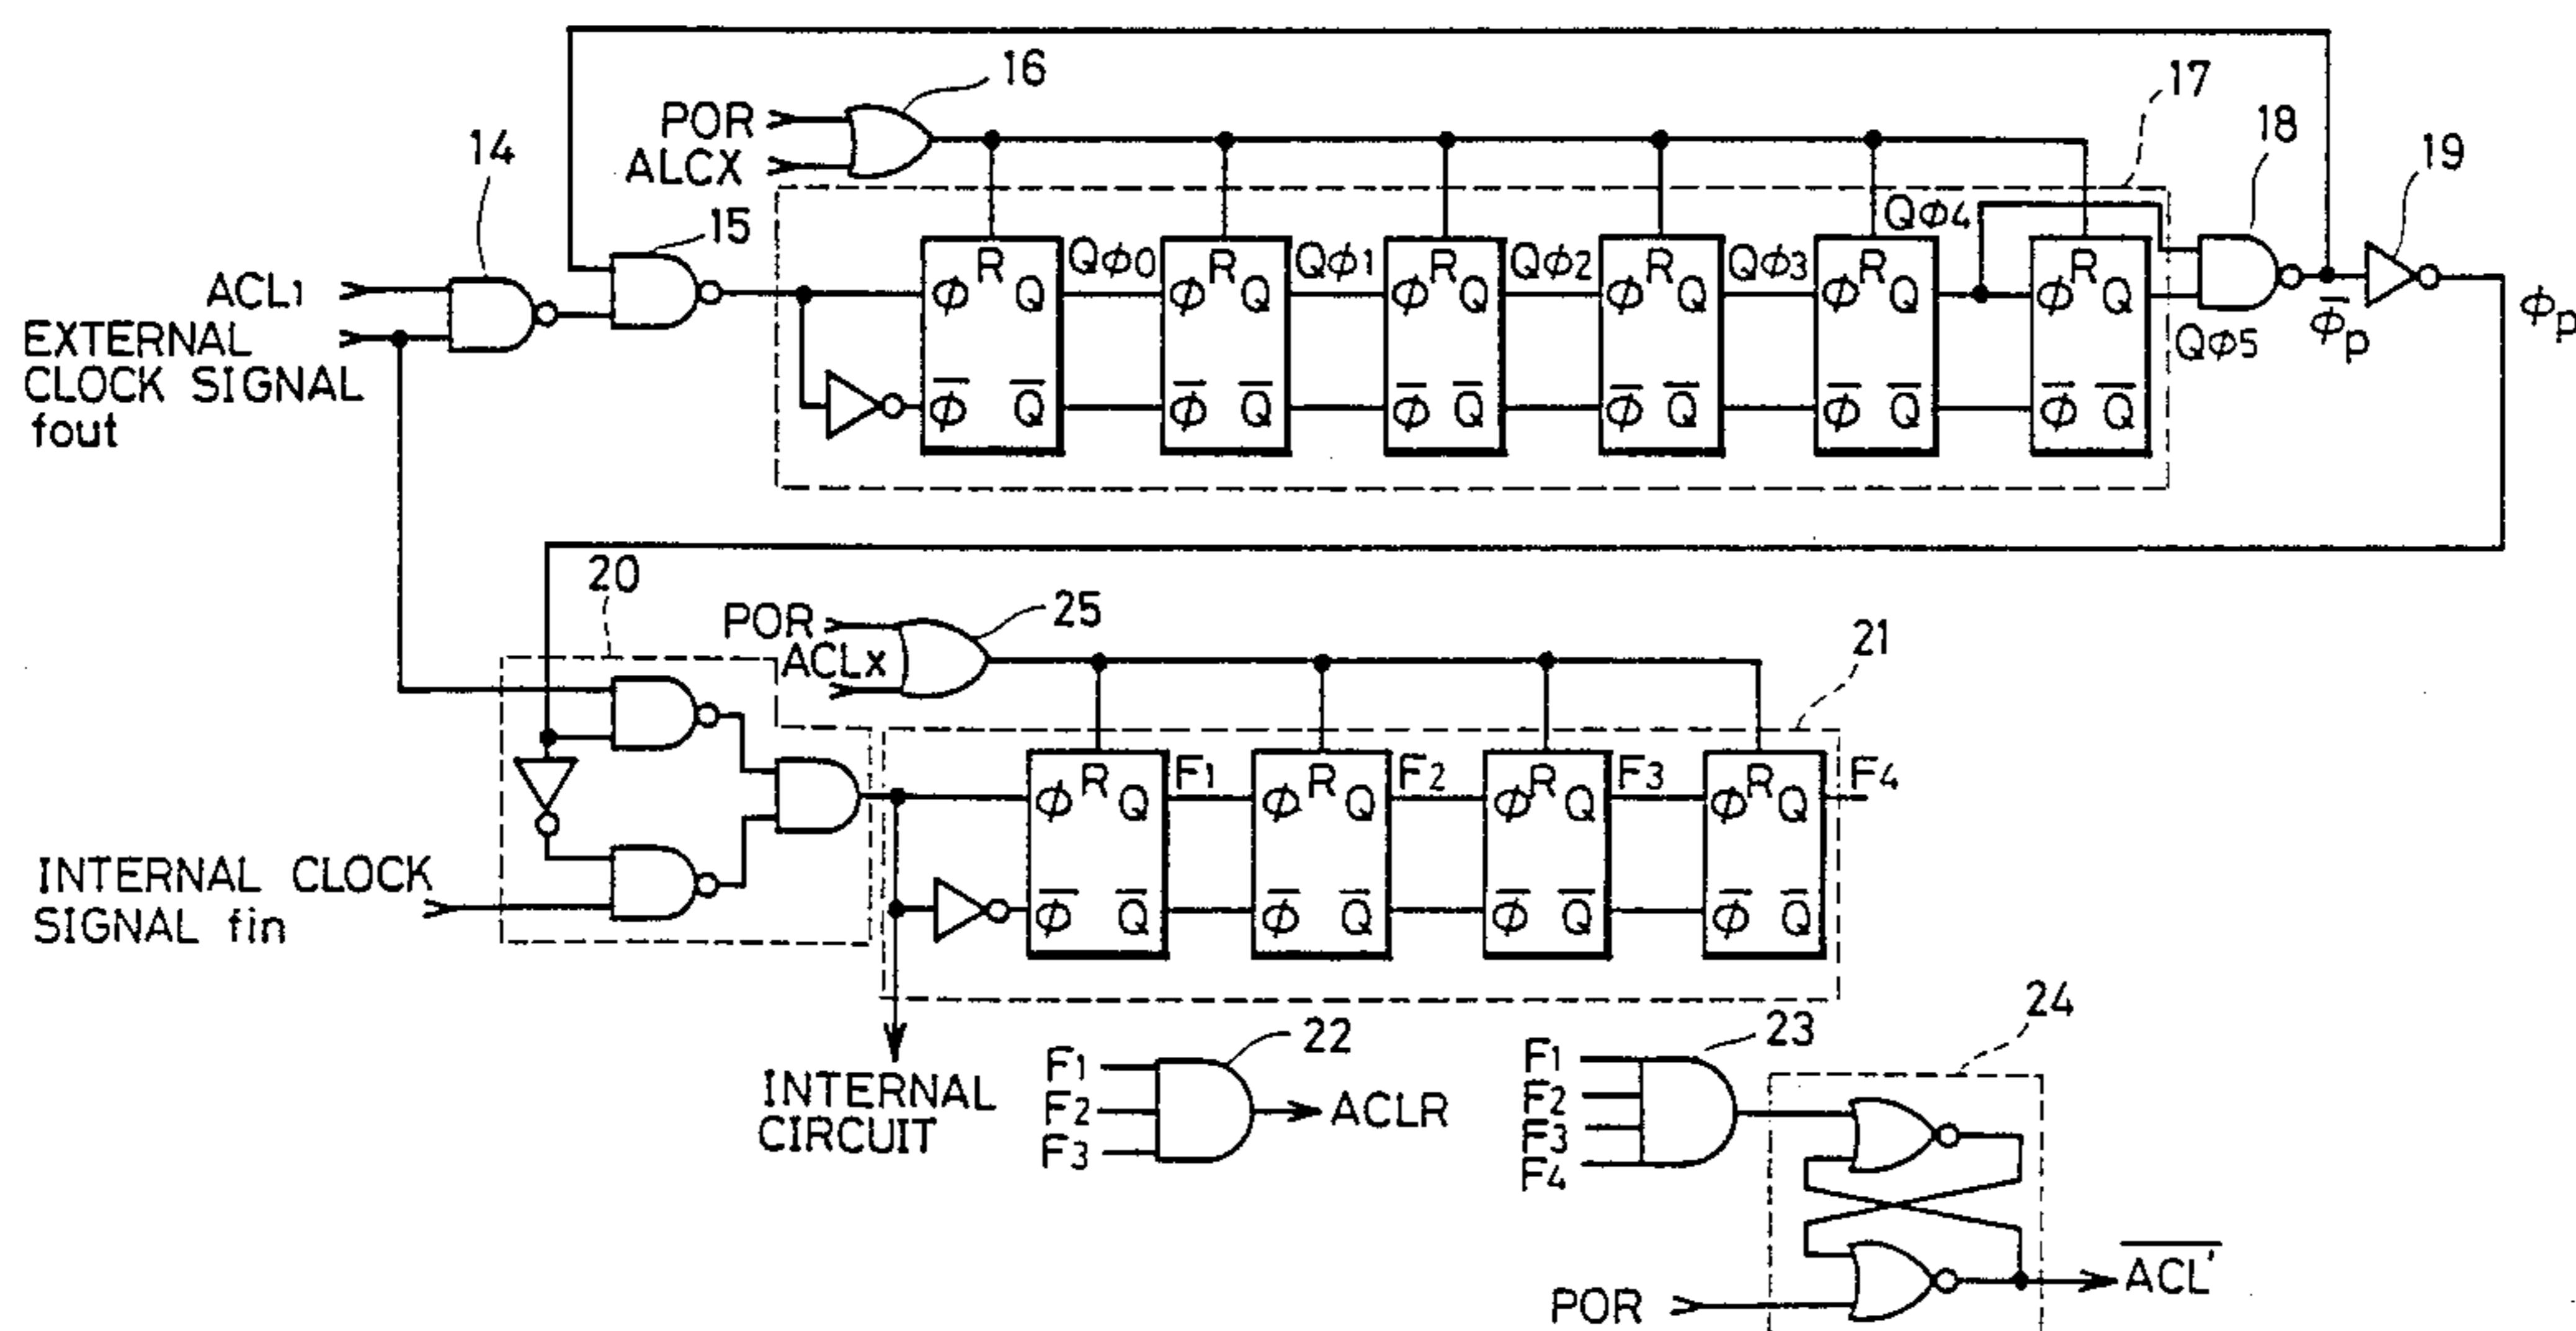 16
POR
ALCX
17
18
19
14
15
ACL1
EXTERNAL
CLOCK SIGNAL
fout
R R R R R R
Qφ0 Qφ1 Qφ2 Qφ3 Qφ4 Qφ5
φ Q φ Q φ Q φ Q φ Q φ Q
φ̅ Q̅ φ̅ Q̅ φ̅ Q̅ φ̅ Q̅ φ̅ Q̅ φ̅ Q̅
φ̅p
φp
20
POR
ACLx
25
21
R R R R
F1 F2 F3 F4
φ Q φ Q φ Q φ Q
φ̅ Q̅ φ̅ Q̅ φ̅ Q̅ φ̅ Q̅
INTERNAL CLOCK
SIGNAL fin
INTERNAL
CIRCUIT
22
F1
F2
F3
ACLR
23
F1
F2
F3
F4
24
POR
A̅C̅L̅'̅